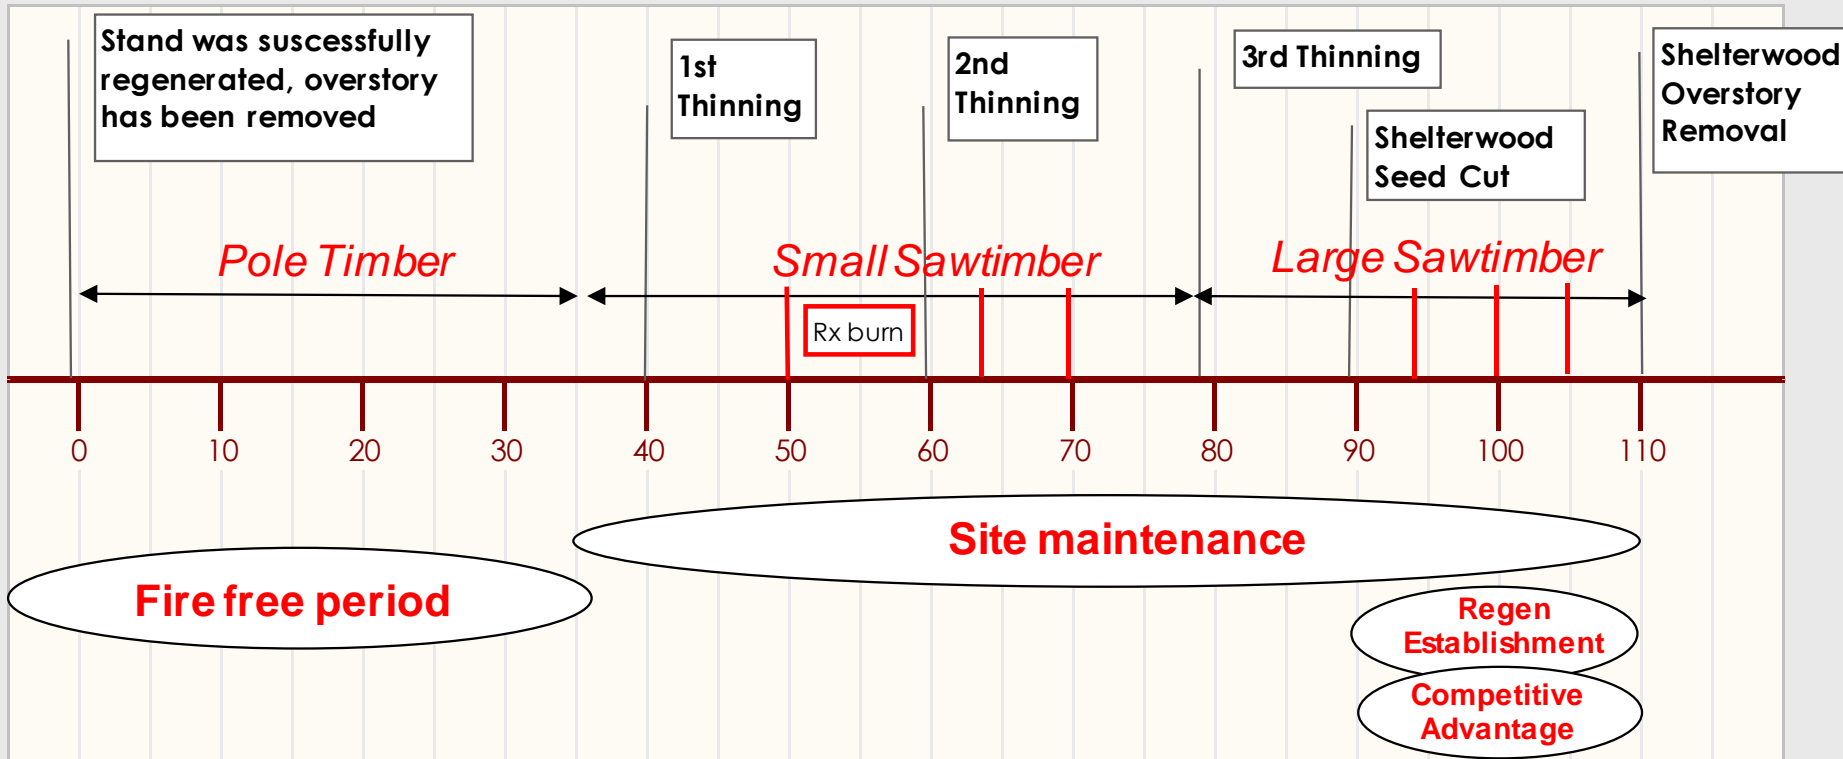 Stand was suscessfully
regenerated, overstory
has been removed
1st
Thinning
2nd
Thinning
3rd Thinning
Shelterwood
Seed Cut
Shelterwood
Overstory
Removal
Pole Timber
Small Sawtimber
Large Sawtimber
Rx burn
0 10 20 30 40 50 60 70 80 90 100 110
Site maintenance
Fire free period
Regen
Establishment
Competitive
Advantage